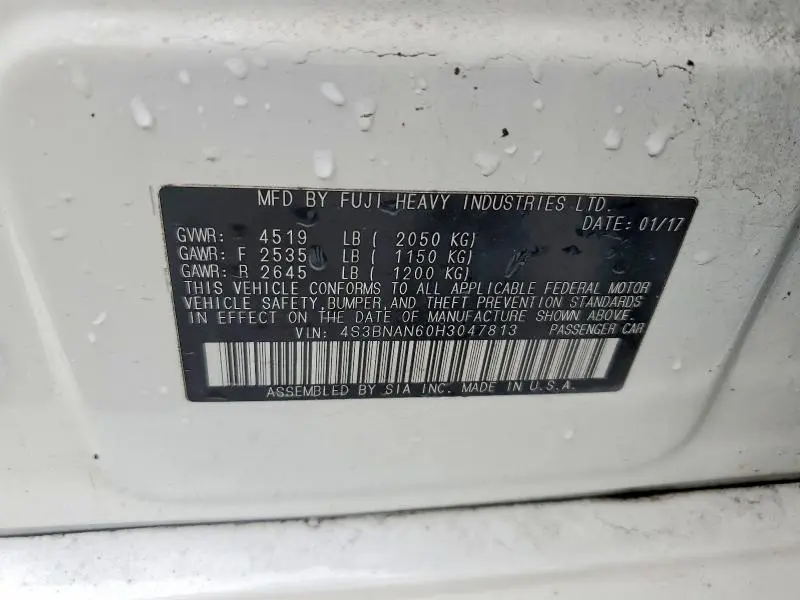 MFD BY FUJI HEAVY INDUSTRIES LTD.
DATE: 01/17
GVWR: 4519 LB ( 2050 KG)
GAWR: F 2535 LB ( 1150 KG)
GAWR: R 2645 LB ( 1200 KG)
THIS VEHICLE CONFORMS TO ALL APPLICABLE FEDERAL MOTOR
VEHICLE SAFETY, BUMPER, AND THEFT PREVENTION STANDARDS
IN EFFECT ON THE DATE OF MANUFACTURE SHOWN ABOVE.
VIN: 4S3BNAN60H3047813 PASSENGER CAR
ASSEMBLED BY SIA INC. MADE IN U.S.A.